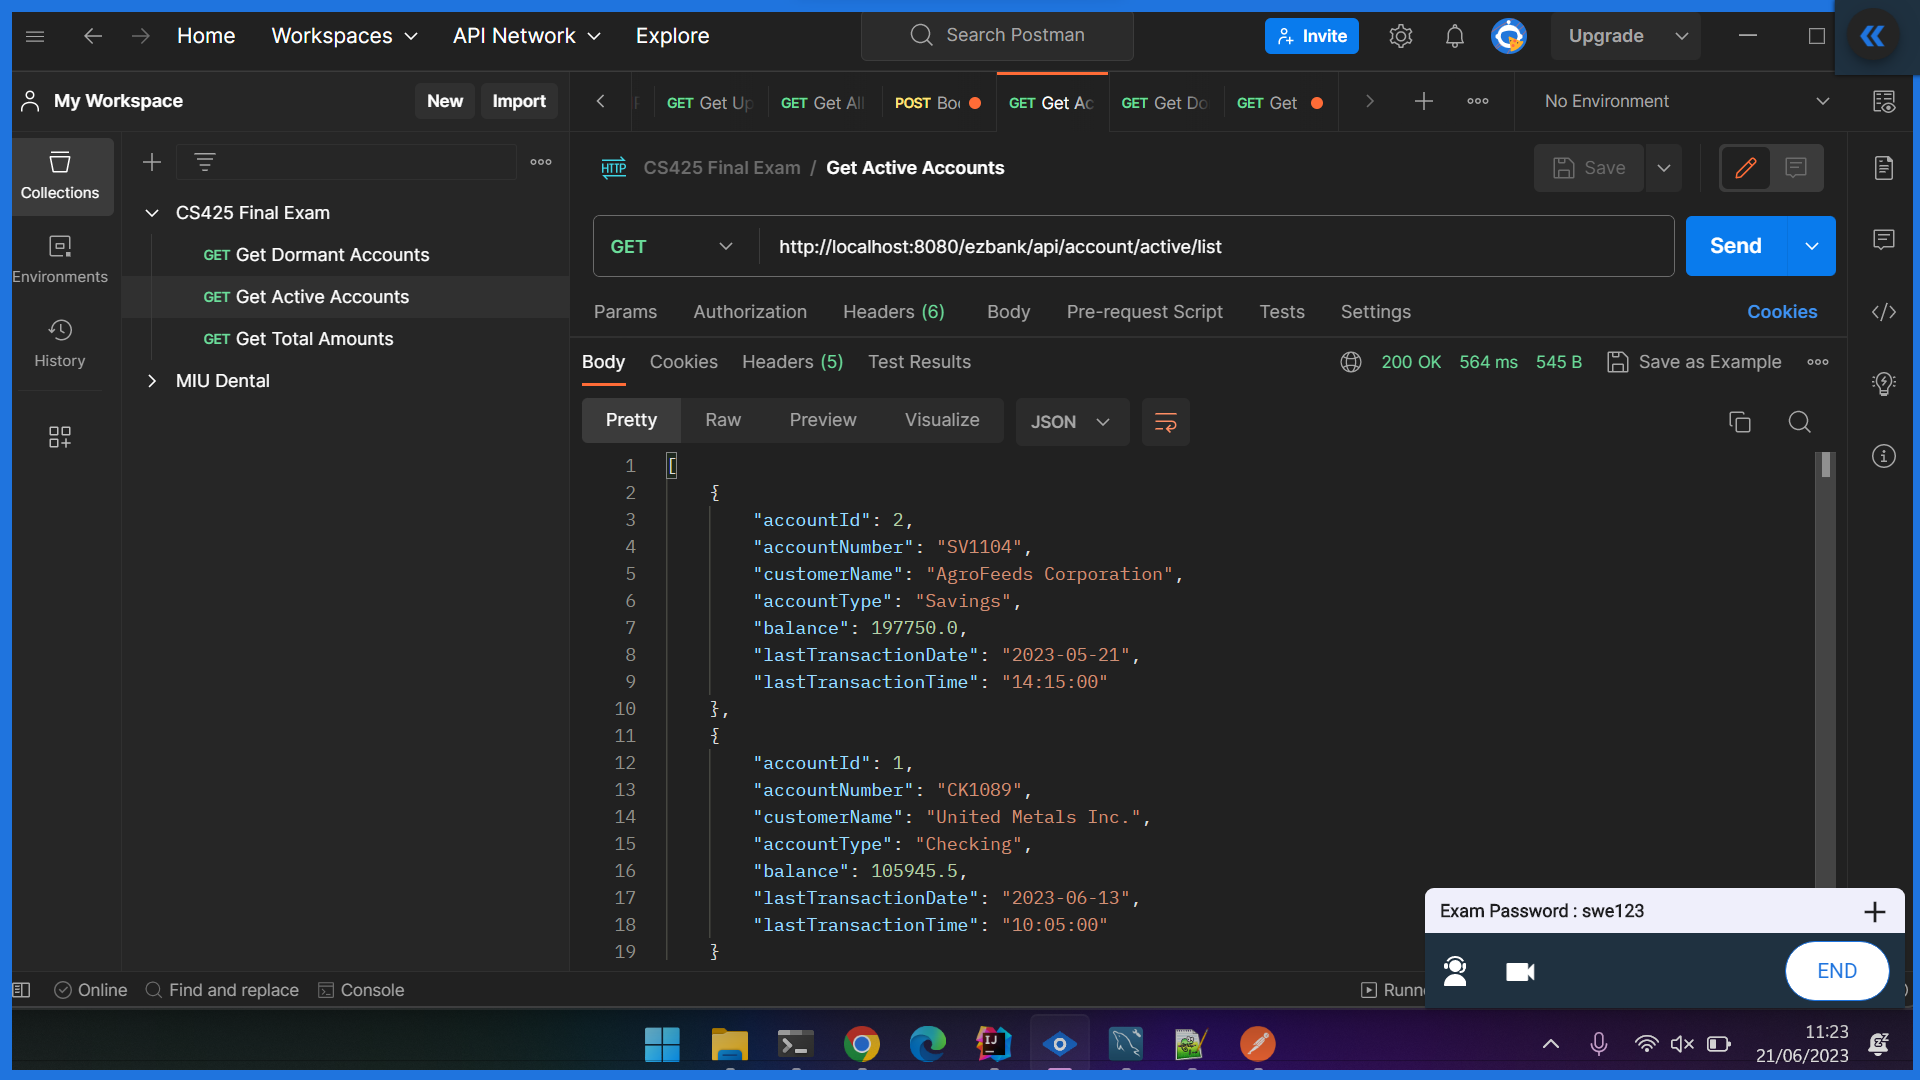 Home Workspaces API Network Explore Search Postman Invite Upgrade
My Workspace New Import GET Get Up GET Get All POST Boo GET Get Ac GET Get Do GET Get No Environment
Collections
Environments
History
CS425 Final Exam
GET Get Dormant Accounts
GET Get Active Accounts
GET Get Total Amounts
MIU Dental
HTTP CS425 Final Exam / Get Active Accounts Save
GET http://localhost:8080/ezbank/api/account/active/list Send
Params Authorization Headers (6) Body Pre-request Script Tests Settings Cookies
Body Cookies Headers (5) Test Results 200 OK 564 ms 545 B Save as Example
Pretty Raw Preview Visualize JSON
1 [
2 {
3 "accountId": 2,
4 "accountNumber": "SV1104",
5 "customerName": "AgroFeeds Corporation",
6 "accountType": "Savings",
7 "balance": 197750.0,
8 "lastTransactionDate": "2023-05-21",
9 "lastTransactionTime": "14:15:00"
10 },
11 {
12 "accountId": 1,
13 "accountNumber": "CK1089",
14 "customerName": "United Metals Inc.",
15 "accountType": "Checking",
16 "balance": 105945.5,
17 "lastTransactionDate": "2023-06-13",
18 "lastTransactionTime": "10:05:00"
19 }
Exam Password : swe123
END
Online Find and replace Console Runn
11:23
21/06/2023